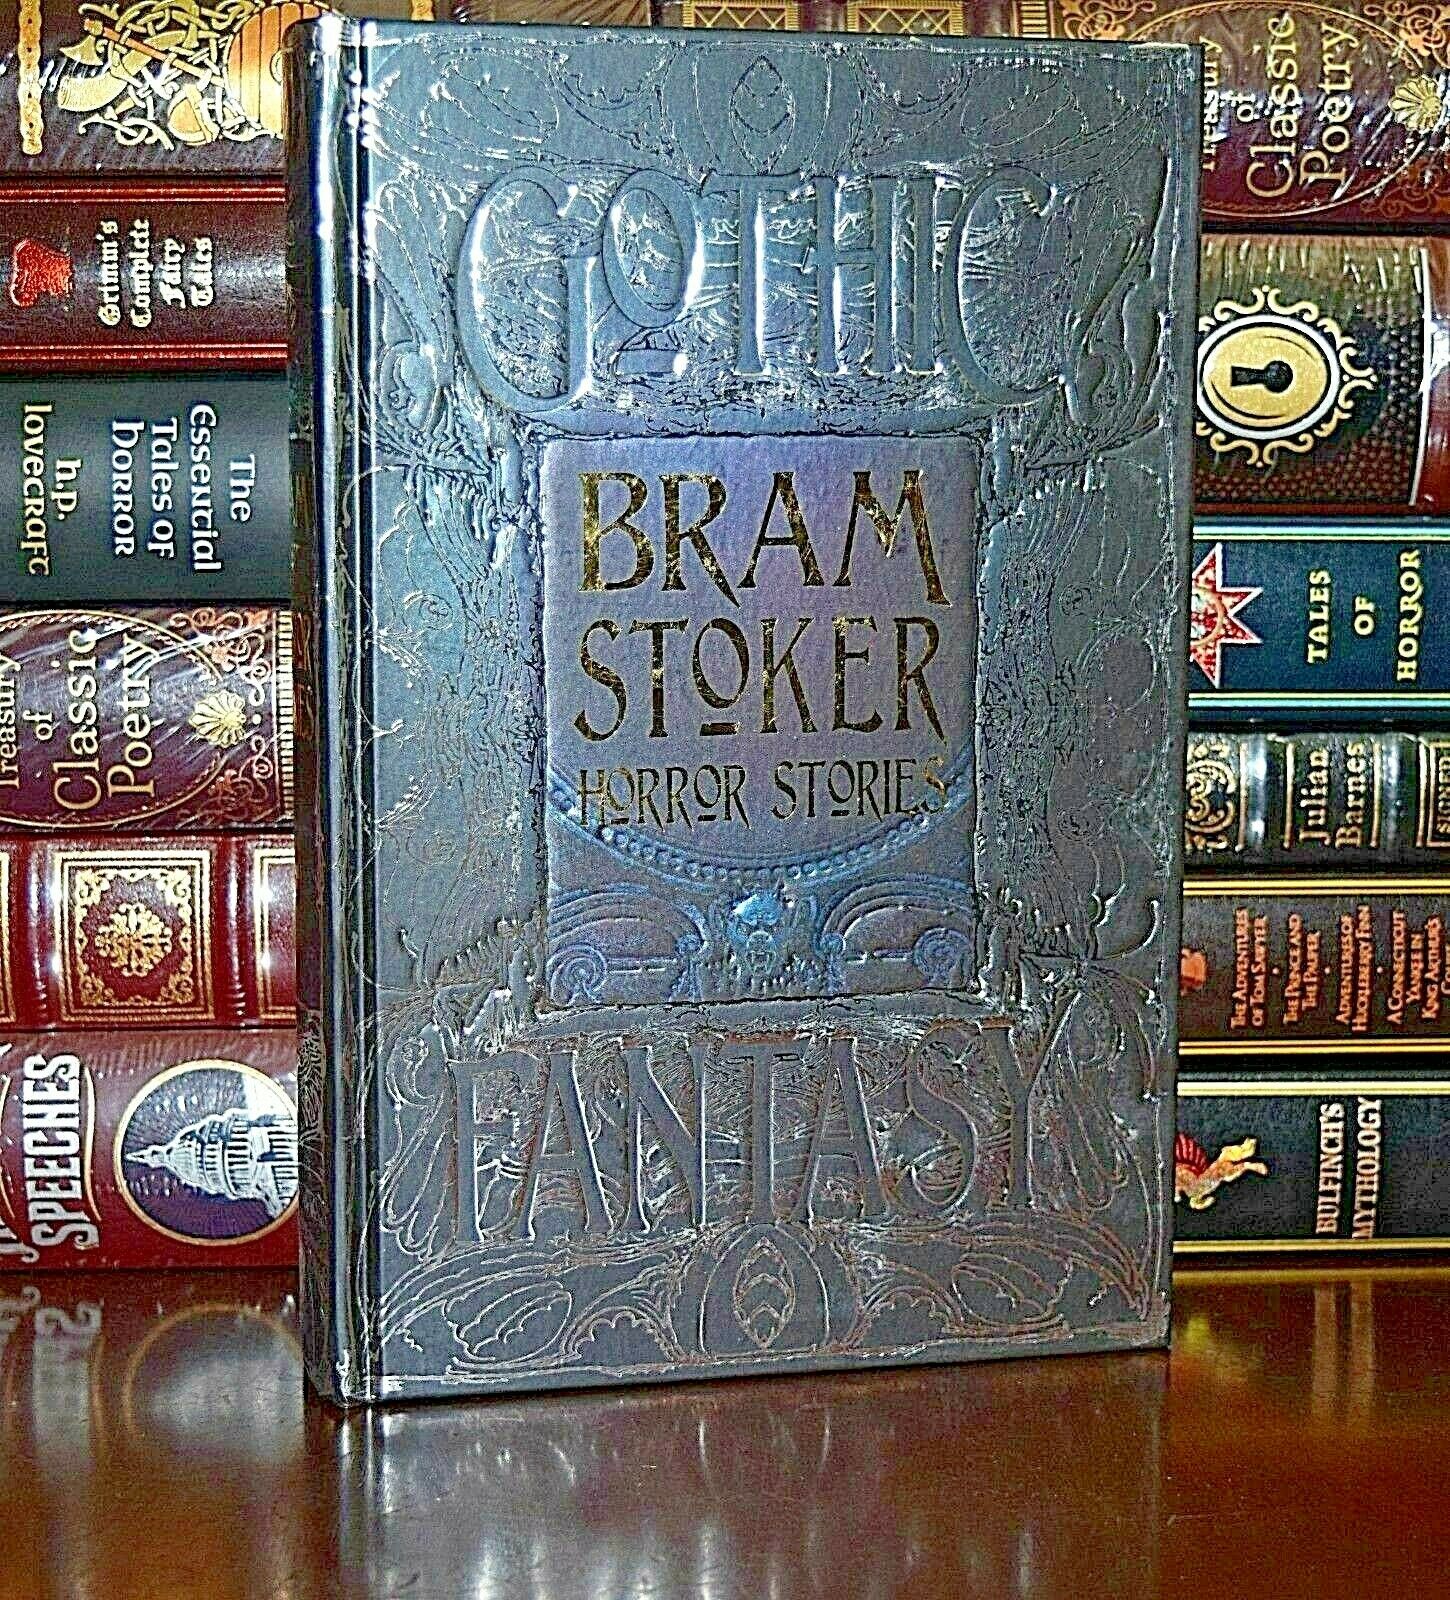 GOTHIC
BRAM
STOKER
HORROR STORIES
FANTASY
Grimm's
Complete
Fairy
Tales
The
Essential
Tales of
Horror
h.p.
lovecraft
Treasury
of
Classic
Poetry
SPEECHES
Treasury
of
Classic
Poetry
TALES
OF
HORROR
Julian
Barnes
THE ADVENTURES
OF TOM SAWYER
THE PRINCE AND
THE PAUPER
ADVENTURES OF
HUCKLEBERRY FINN
A CONNECTICUT
YANKEE IN
KING ARTHUR'S
BULFINCH'S
MYTHOLOGY